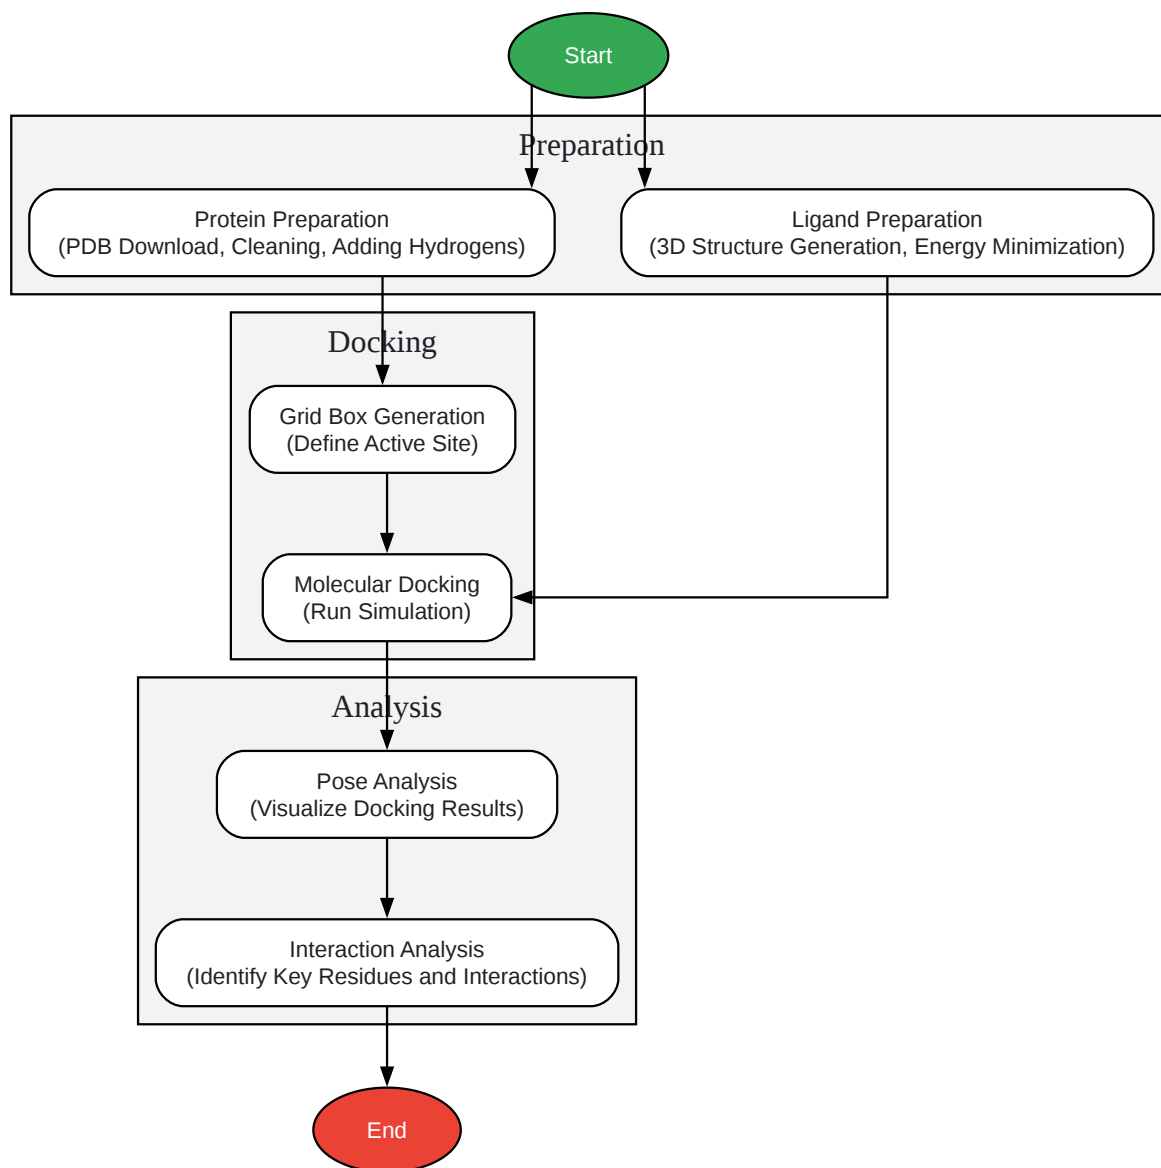 Start
Preparation
Protein Preparation
(PDB Download, Cleaning, Adding Hydrogens)
Ligand Preparation
(3D Structure Generation, Energy Minimization)
Docking
Grid Box Generation
(Define Active Site)
Molecular Docking
(Run Simulation)
Analysis
Pose Analysis
(Visualize Docking Results)
Interaction Analysis
(Identify Key Residues and Interactions)
End